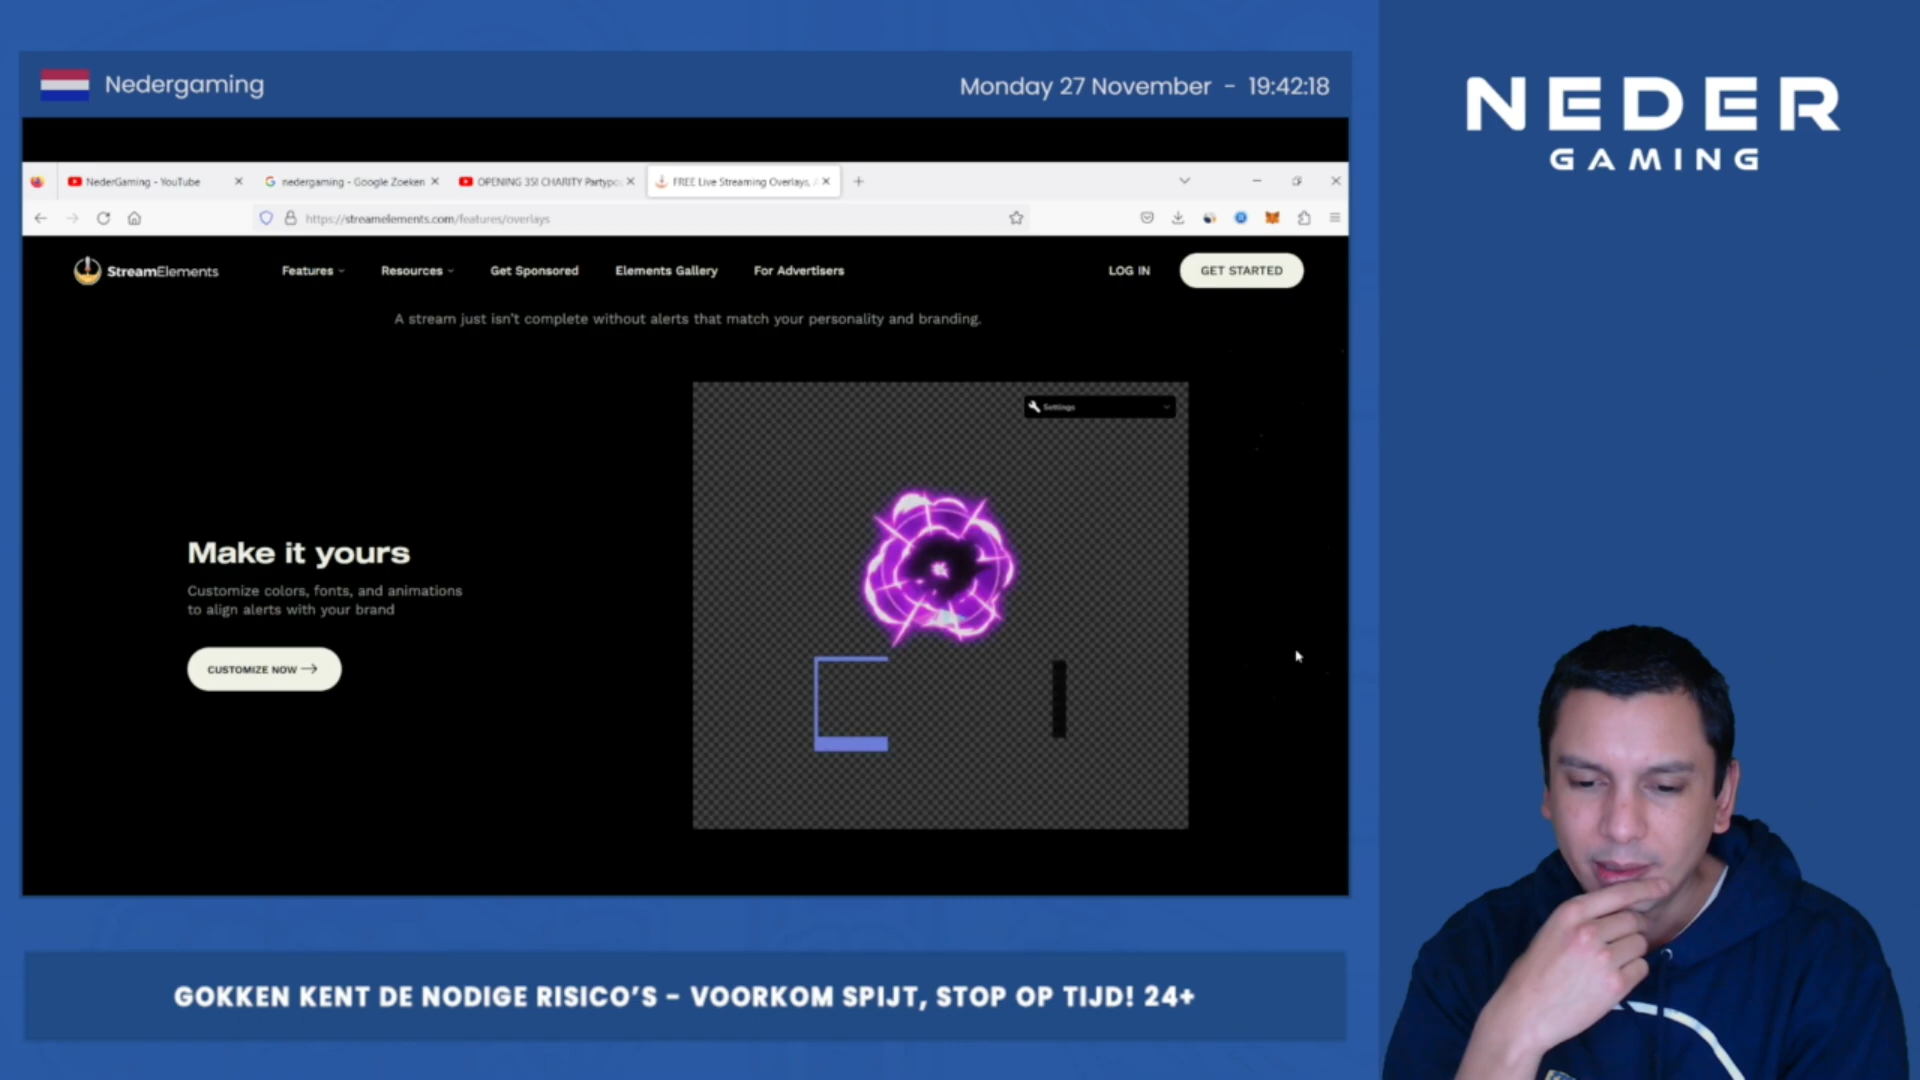 Nedergaming
Monday 27 November - 19:42:18
NEDER
GAMING
NederGaming - YouTube
nedergaming - Google Zoeken
OPENING 35! CHARITY Partypo
FREE Live Streaming Overlays,
https://streamelements.com/features/overlays
StreamElements
Features
Resources
Get Sponsored
Elements Gallery
For Advertisers
LOG IN
GET STARTED
A stream just isn't complete without alerts that match your personality and branding.
Settings
Make it yours
Customize colors, fonts, and animations
to align alerts with your brand
CUSTOMIZE NOW
GOKKEN KENT DE NODIGE RISICO'S - VOORKOM SPIJT, STOP OP TIJD! 24+